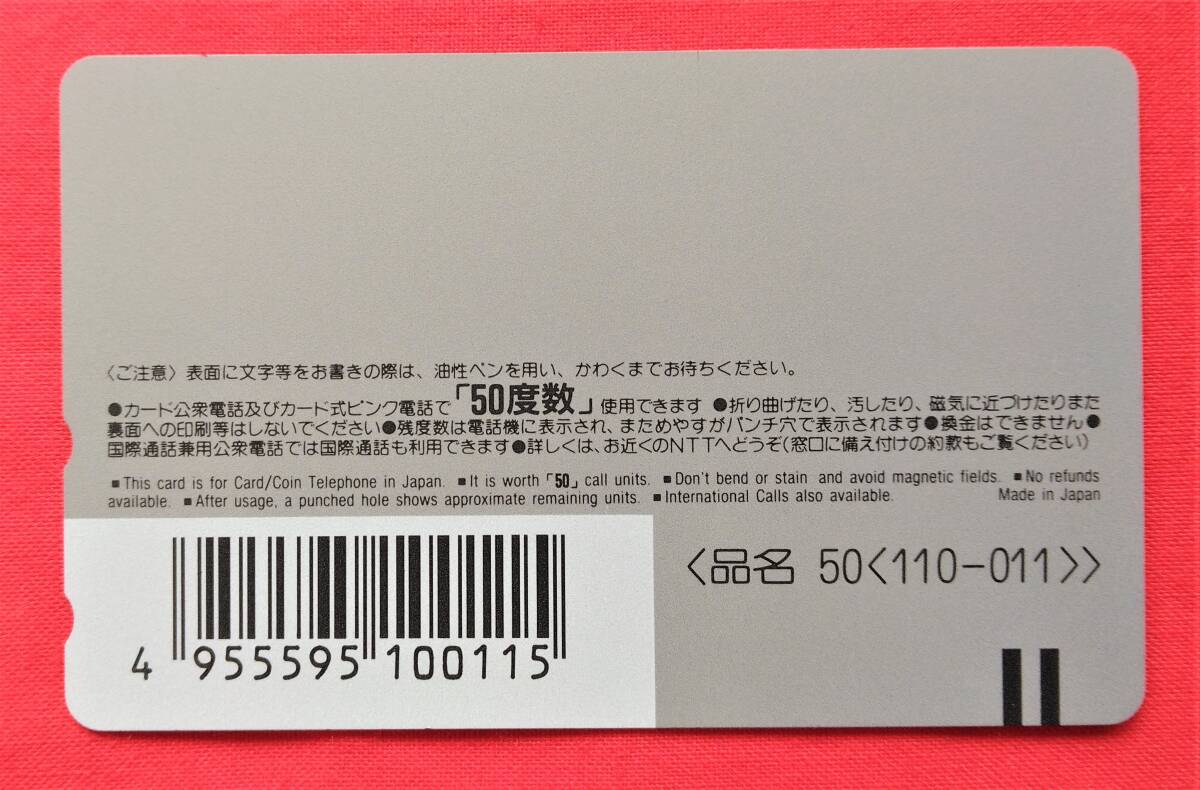 〈ご注意〉表面に文字等をお書きの際は、油性ペンを用い、かわくまでお待ちください。
●カード公衆電話及びカード式ピンク電話で「50度数」使用できます ●折り曲げたり、汚したり、磁気に近づけたりまた
裏面への印刷等はしないでください●残度数は電話機に表示され、まためやすがパンチ穴で表示されます●換金はできません●
国際通話兼用公衆電話では国際通話も利用できます●詳しくは、お近くのNTTへどうぞ(窓口に備え付けの約款もご覧ください)
■This card is for Card/Coin Telephone in Japan. ■It is worth「50」call units. ■Don't bend or stain and avoid magnetic fields. ■No refunds
available. ■After usage, a punched hole shows approximate remaining units. ■International Calls also available. Made in Japan
〈品名 50〈110-011〉〉
4 955595 100115